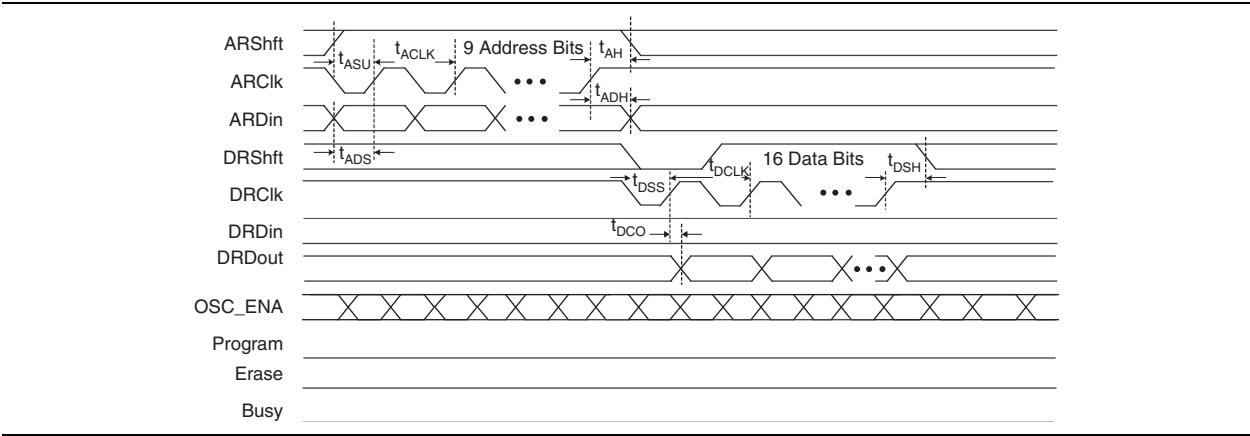 ARShft
tASU tACLK 9 Address Bits tAH
ARClk
tADH
ARDin
tADS
DRShft
tDSS tDCLK 16 Data Bits tDSH
DRClk
DRDin
tDCO
DRDout
OSC_ENA
Program
Erase
Busy